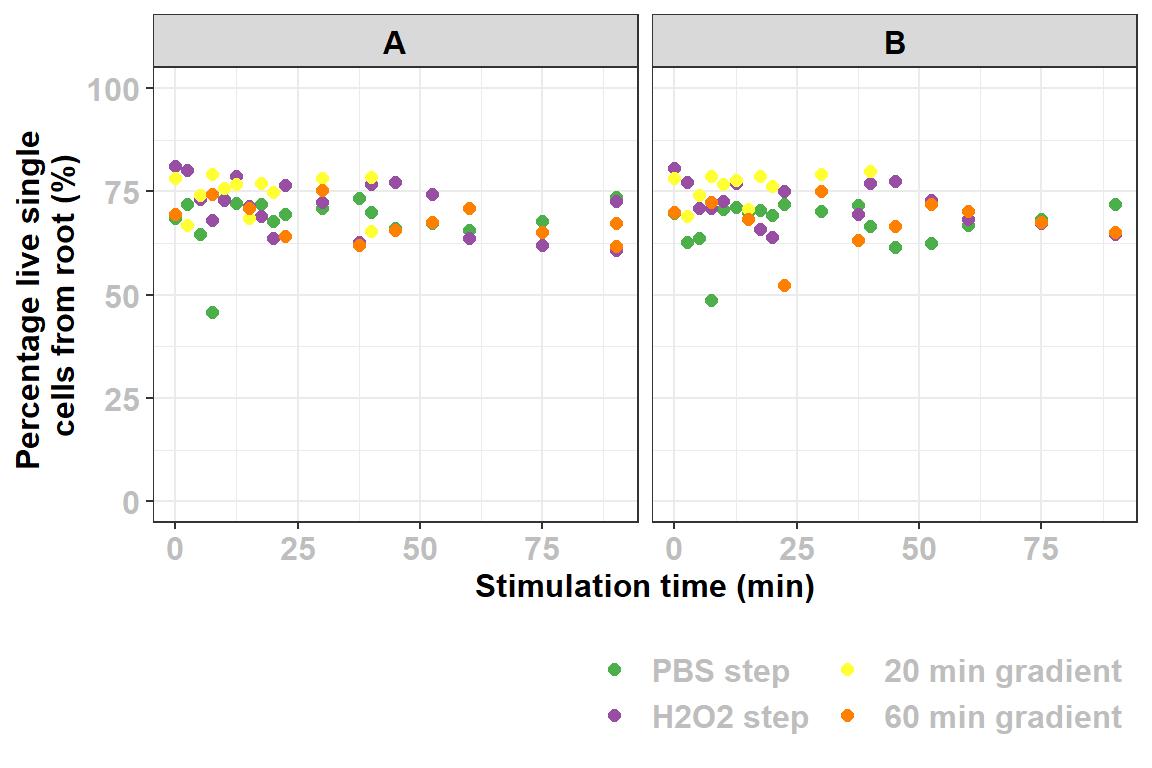 A
B
Percentage live single
cells from root (%)
100
75
50
25
0
0
25
50
75
0
25
50
75
Stimulation time (min)
PBS step
20 min gradient
H2O2 step
60 min gradient